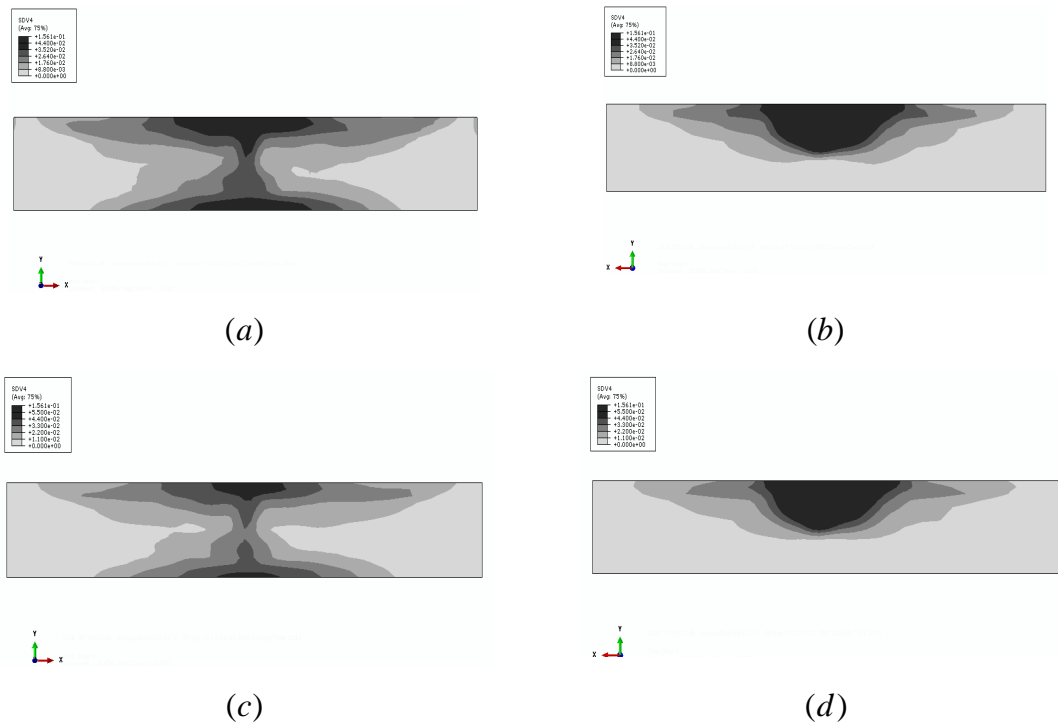 SDV4
(Avg: 75%)
+1.561e-01
+4.400e-02
+3.520e-02
+2.640e-02
+1.760e-02
+8.800e-03
+0.000e+00
Y
X
(a)
SDV4
(Avg: 75%)
+1.561e-01
+4.400e-02
+3.520e-02
+2.640e-02
+1.760e-02
+8.800e-03
+0.000e+00
Y
X
(b)
SDV4
(Avg: 75%)
+1.561e-01
+5.500e-02
+4.400e-02
+3.300e-02
+2.200e-02
+1.100e-02
+0.000e+00
Y
X
(c)
SDV4
(Avg: 75%)
+1.561e-01
+5.500e-02
+4.400e-02
+3.300e-02
+2.200e-02
+1.100e-02
+0.000e+00
Y
X
(d)